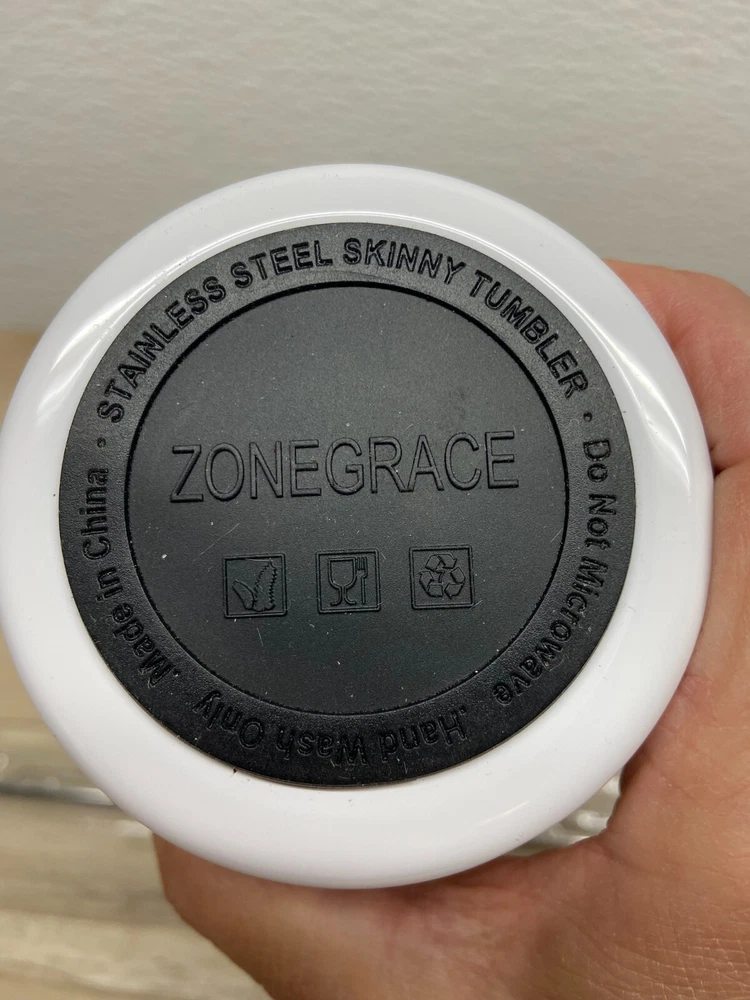 STAINLESS STEEL SKINNY TUMBLER
· Do Not Microwave
.Hand Wash Only
.Made in China ·
ZONEGRACE